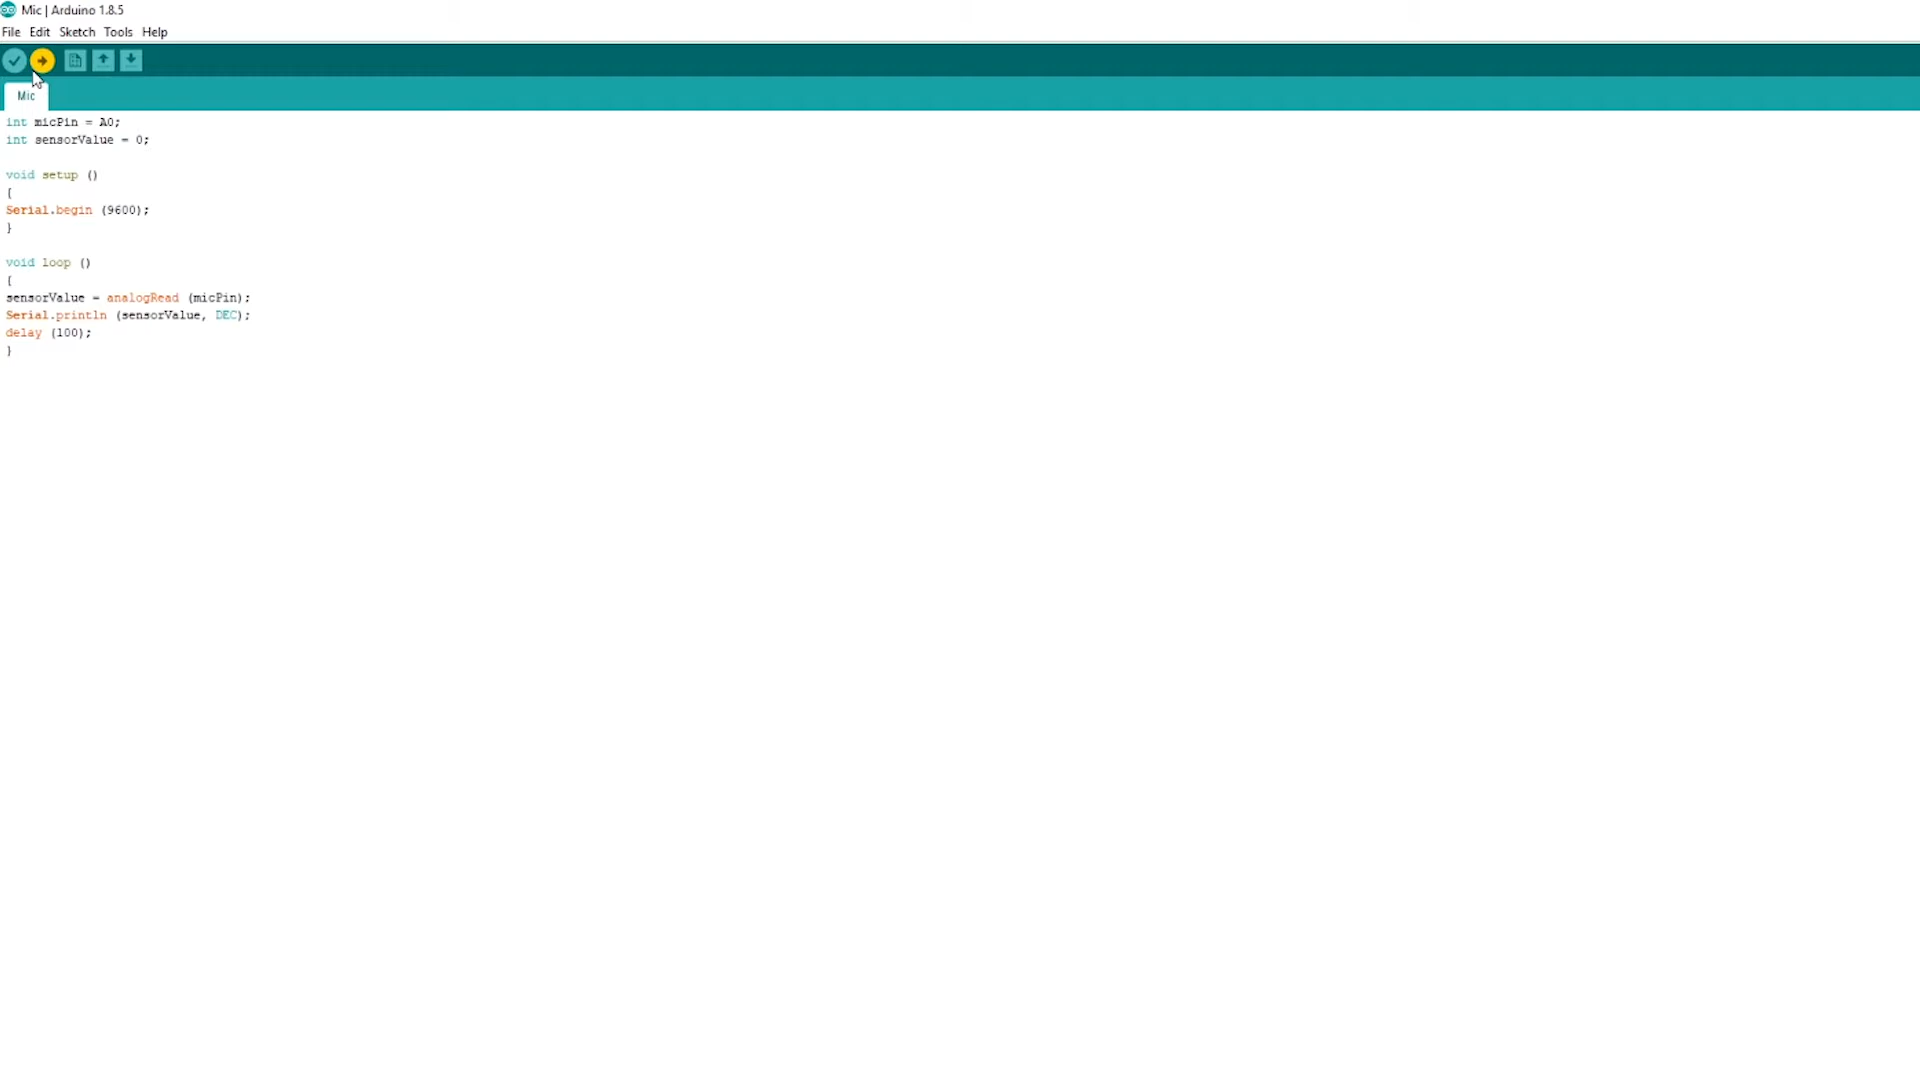 Mic | Arduino 1.8.5
File Edit Sketch Tools Help
Mic
int micPin = A0;
int sensorValue = 0;
void setup ()
{
Serial.begin (9600);
}
void loop ()
{
sensorValue = analogRead (micPin);
Serial.println (sensorValue, DEC);
delay (100);
}